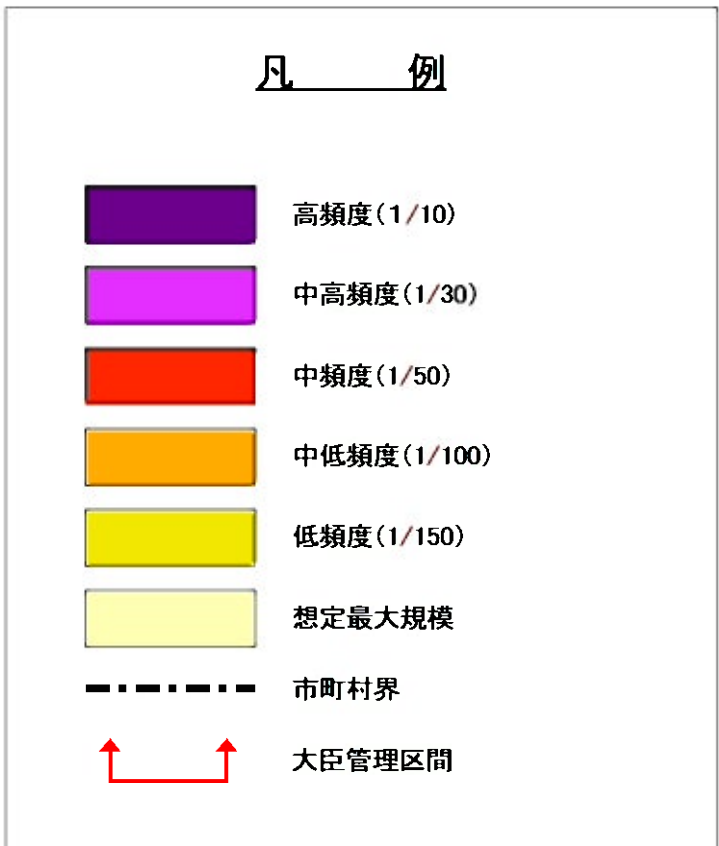 凡 例
高頻度(1/10)
中高頻度(1/30)
中頻度(1/50)
中低頻度(1/100)
低頻度(1/150)
想定最大規模
市町村界
大臣管理区間